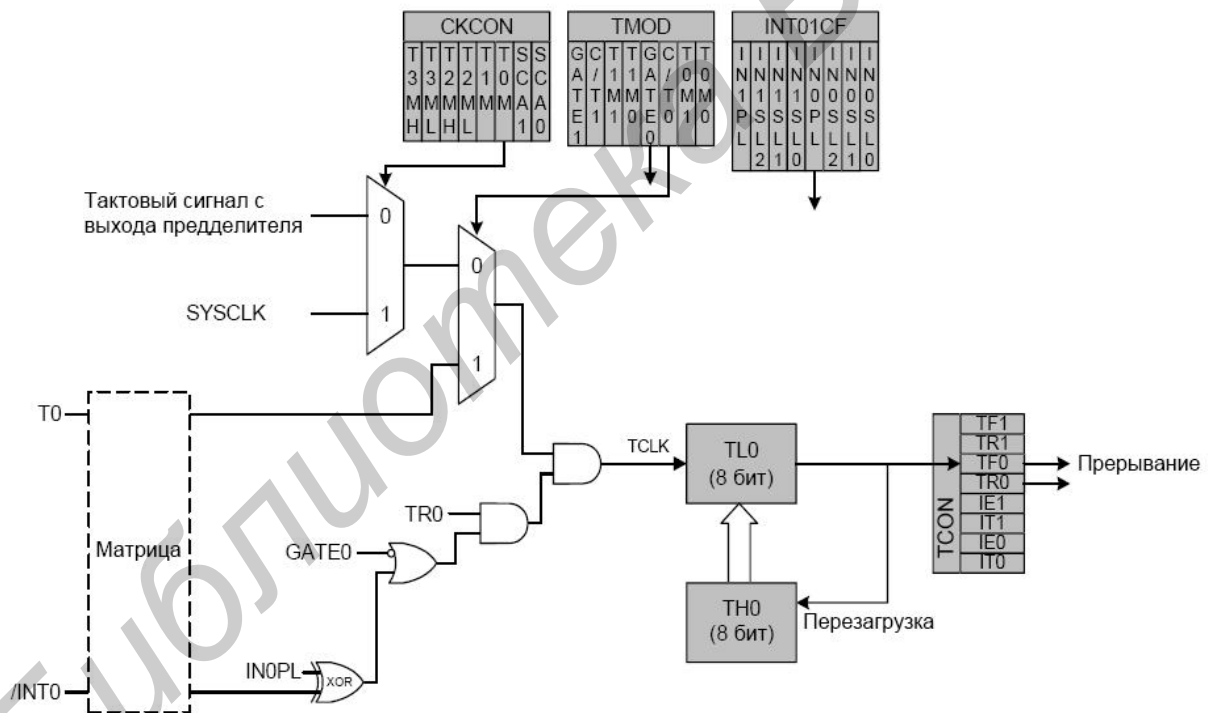 CKCON
T3MH T3ML T2MH T2ML T1M T0M SCA1 SCA0
TMOD
GATE1 C/T1 T1M1 T1M0 GATE0 C/T0 T0M1 T0M0
INT01CF
IN1PL IN1SL2 IN1SL1 IN1SL0 IN0PL IN0SL2 IN0SL1 IN0SL0
Тактовый сигнал с
выхода предделителя
0
SYSCLK
1
0
1
T0
Матрица
/INT0
TR0
GATE0
IN0PL
XOR
TCLK
TL0
(8 бит)
TH0
(8 бит)
Перезагрузка
TCON
TF1
TR1
TF0
TR0
IE1
IT1
IE0
IT0
Прерывание
Библиотека Б